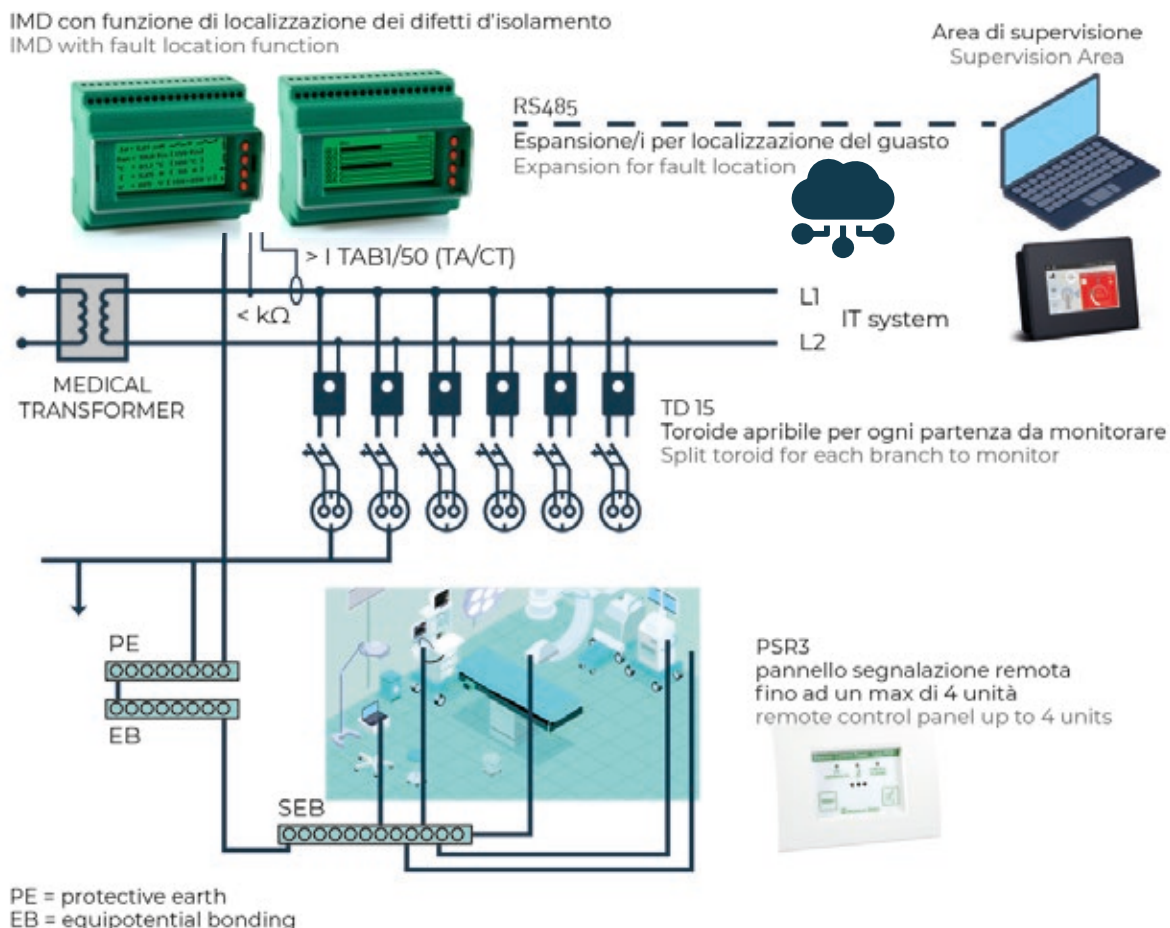 IMD con funzione di localizzazione dei difetti d'isolamento
IMD with fault location function
Area di supervisione
Supervision Area
RS485
Espansione/i per localizzazione del guasto
Expansion for fault location
> I TAB1/50 (TA/CT)
< kΩ
L1
IT system
L2
MEDICAL
TRANSFORMER
TD 15
Toroide apribile per ogni partenza da monitorare
Split toroid for each branch to monitor
PE
EB
SEB
PSR3
pannello segnalazione remota
fino ad un max di 4 unità
remote control panel up to 4 units
PE = protective earth
EB = equipotential bonding